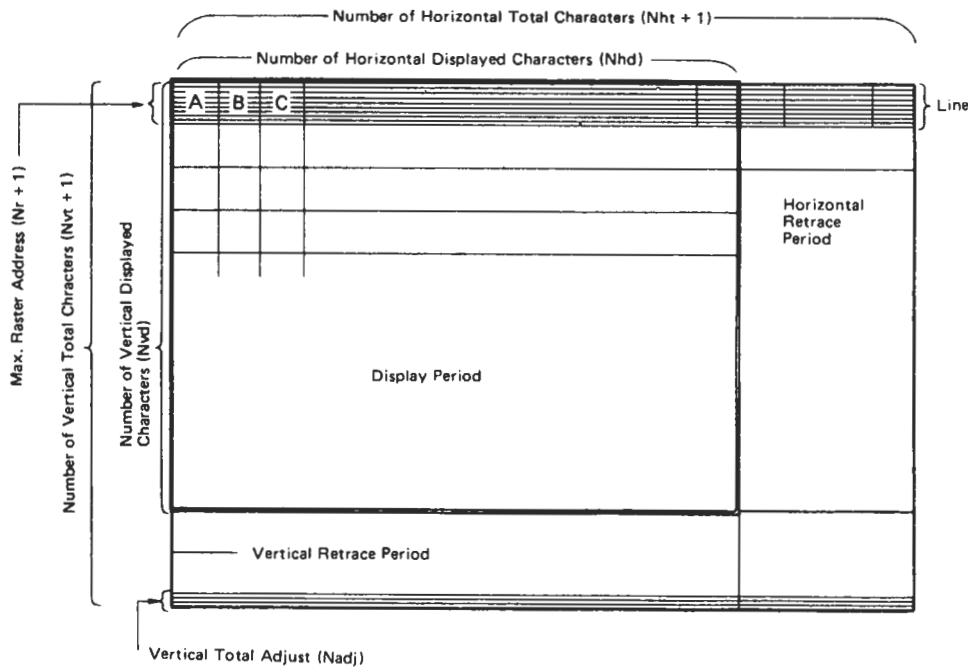 Number of Horizontal Total Characters (Nht + 1)
Number of Horizontal Displayed Characters (Nhd)
A B C
Line
Max. Raster Address (Nr + 1)
Number of Vertical Total Chracters (Nvt + 1)
Number of Vertical Displayed
Characters (Nvd)
Horizontal
Retrace
Period
Display Period
Vertical Retrace Period
Vertical Total Adjust (Nadj)